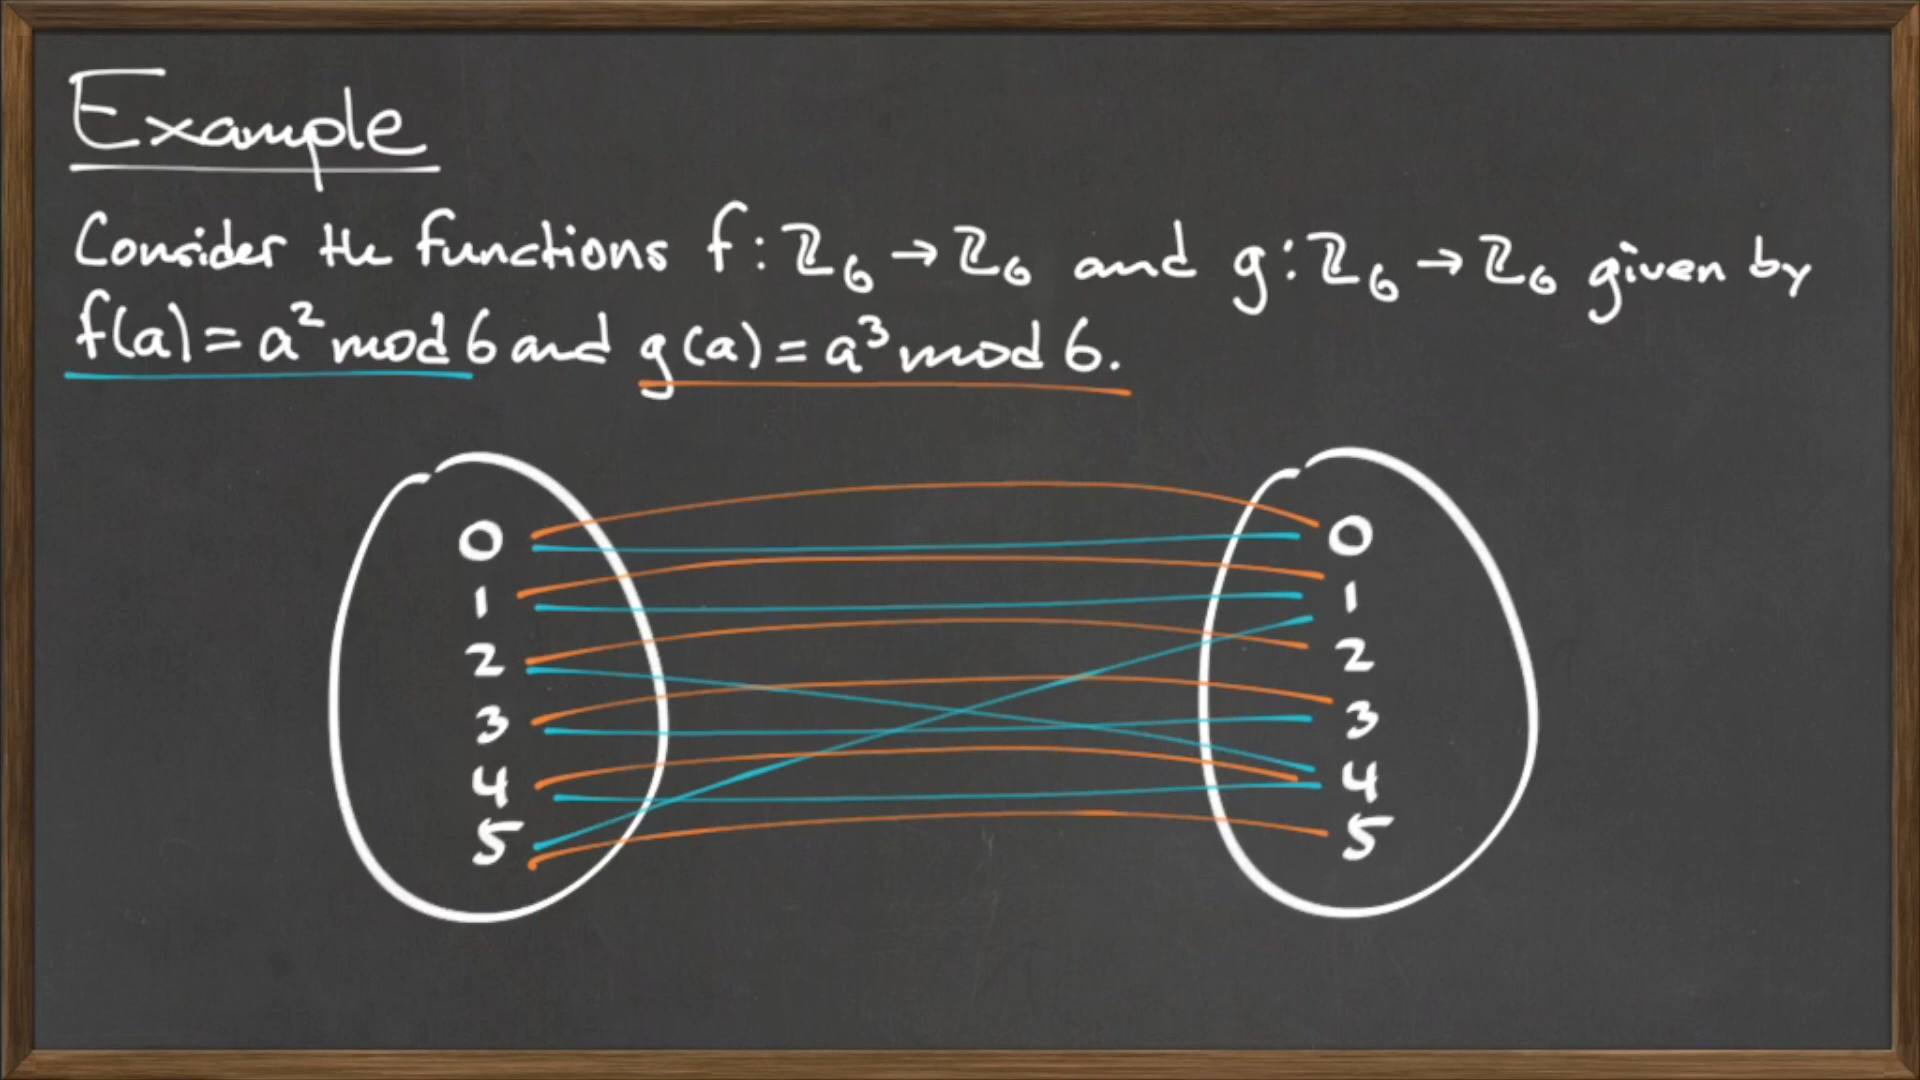 Example
Consider the functions f: ℤ₆ → ℤ₆ and g: ℤ₆ → ℤ₆ given by
f(a) = a² mod 6 and g(a) = a³ mod 6.
0 0
1 1
2 2
3 3
4 4
5 5